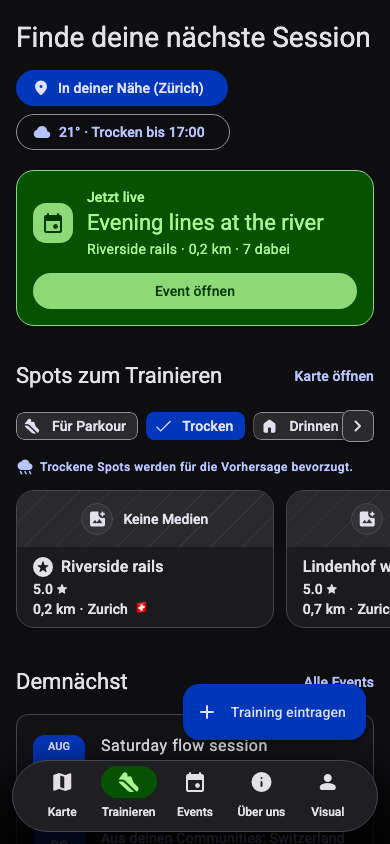 Finde deine nächste Session
In deiner Nähe (Zürich)
21° · Trocken bis 17:00
Jetzt live
Evening lines at the river
Riverside rails · 0,2 km · 7 dabei
Event öffnen
Spots zum Trainieren
Karte öffnen
Für Parkour
Trocken
Drinnen
Trockene Spots werden für die Vorhersage bevorzugt.
Keine Medien
Riverside rails
5.0
0,2 km · Zurich
Lindenhof w
5.0
0,7 km · Zuric
Demnächst
Alle Events
Training eintragen
AUG
Saturday flow session
Karte
Trainieren
Events
Über uns
Visual
Aus deinen Communities: Switzerland